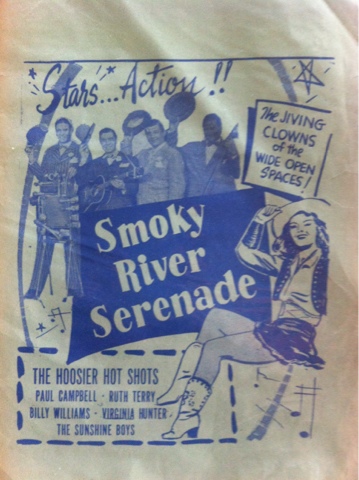 Stars...Action!!
The JIVING
CLOWNS
of the
WIDE OPEN
SPACES!
Smoky
River
Serenade
THE HOOSIER HOT SHOTS
PAUL CAMPBELL · RUTH TERRY
BILLY WILLIAMS · VIRGINIA HUNTER
THE SUNSHINE BOYS